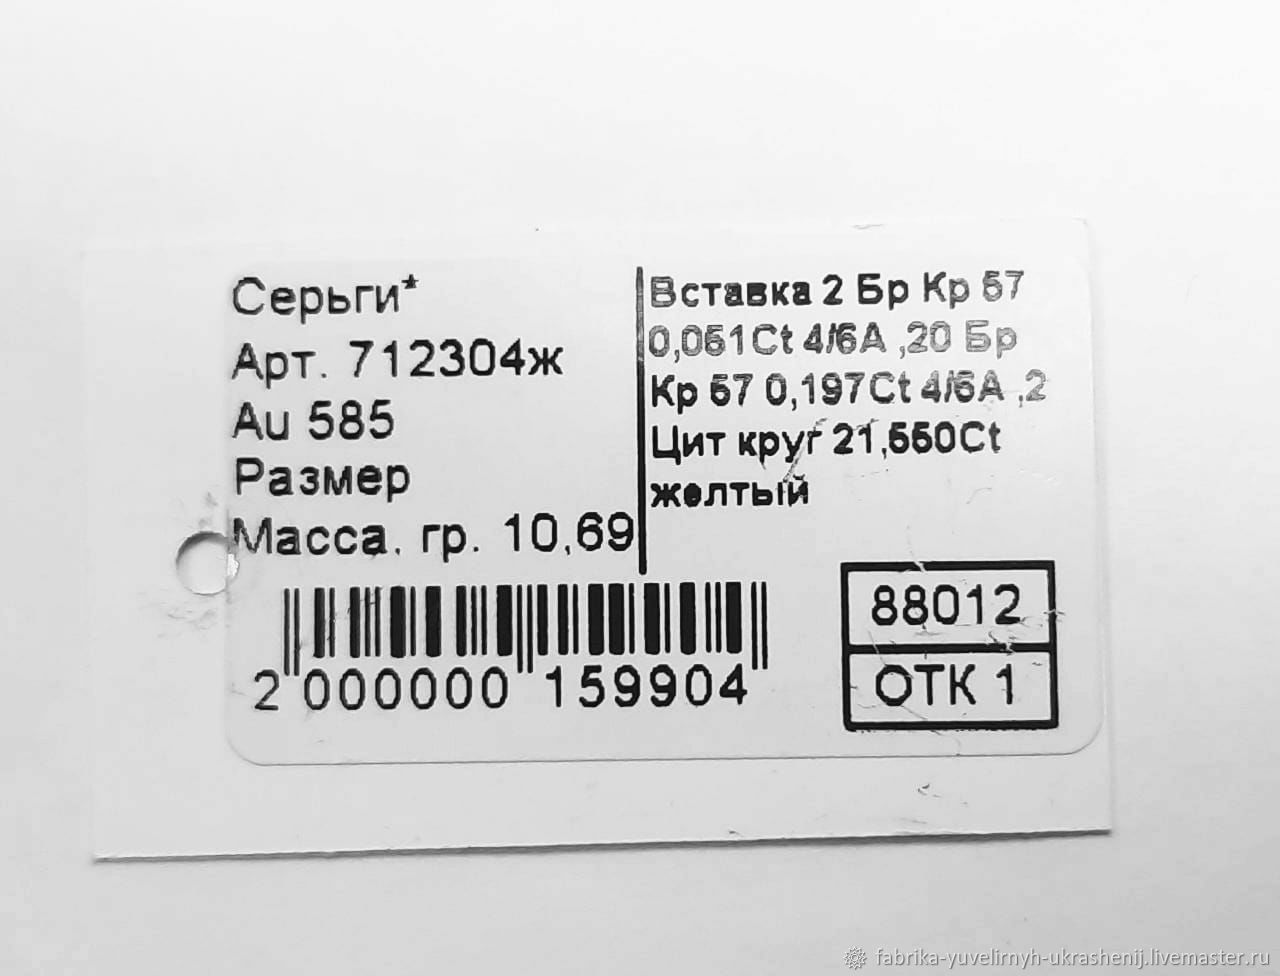 Серьги*
Арт. 712304ж
Au 585
Размер
Масса. гр. 10,69
Вставка 2 Бр Кр 57
0,051Ct 4/6А ,20 Бр
Кр 57 0,197Ct 4/6А ,2
Цит круг 21,550Ct
желтый
2 000000 159904
88012
ОТК 1
fabrika-yuvelirnyh-ukrashenij.livemaster.ru